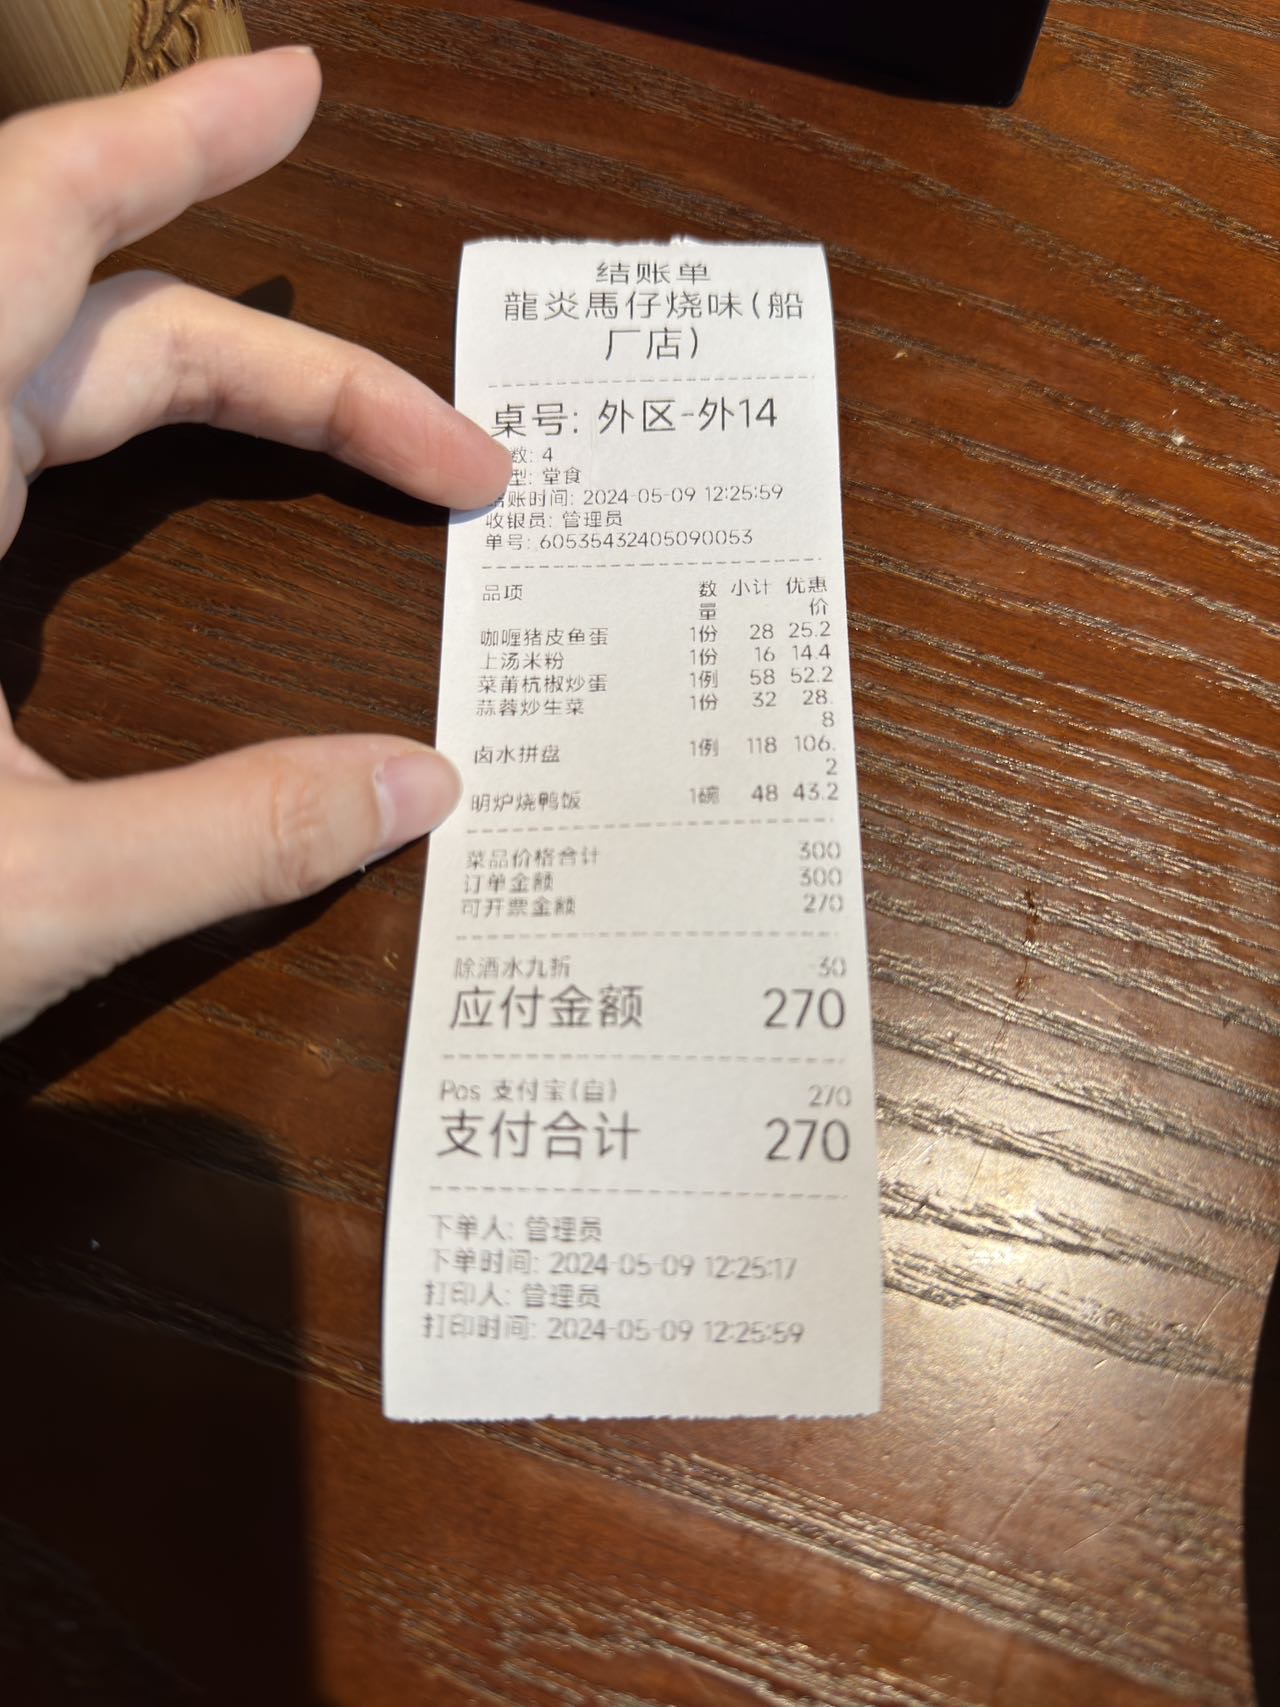 结账单
龍炎馬仔烧味(船
厂店)
桌号: 外区-外14
数: 4
型: 堂食
账时间: 2024-05-09 12:25:59
收银员: 管理员
单号: 605354324050​90053
品项 数量 小计 优惠价
咖喱猪皮鱼蛋 1份 28 25.2
上汤米粉 1份 16 14.4
菜莆杭椒炒蛋 1例 58 52.2
蒜蓉炒生菜 1份 32 28.8
卤水拼盘 1例 118 106.2
明炉烧鸭饭 1碗 48 43.2
菜品价格合计 300
订单金额 300
可开票金额 270
除酒水九折 -30
应付金额 270
Pos 支付宝(自) 270
支付合计 270
下单人: 管理员
下单时间: 2024-05-09 12:25:17
打印人: 管理员
打印时间: 2024-05-09 12:25:59